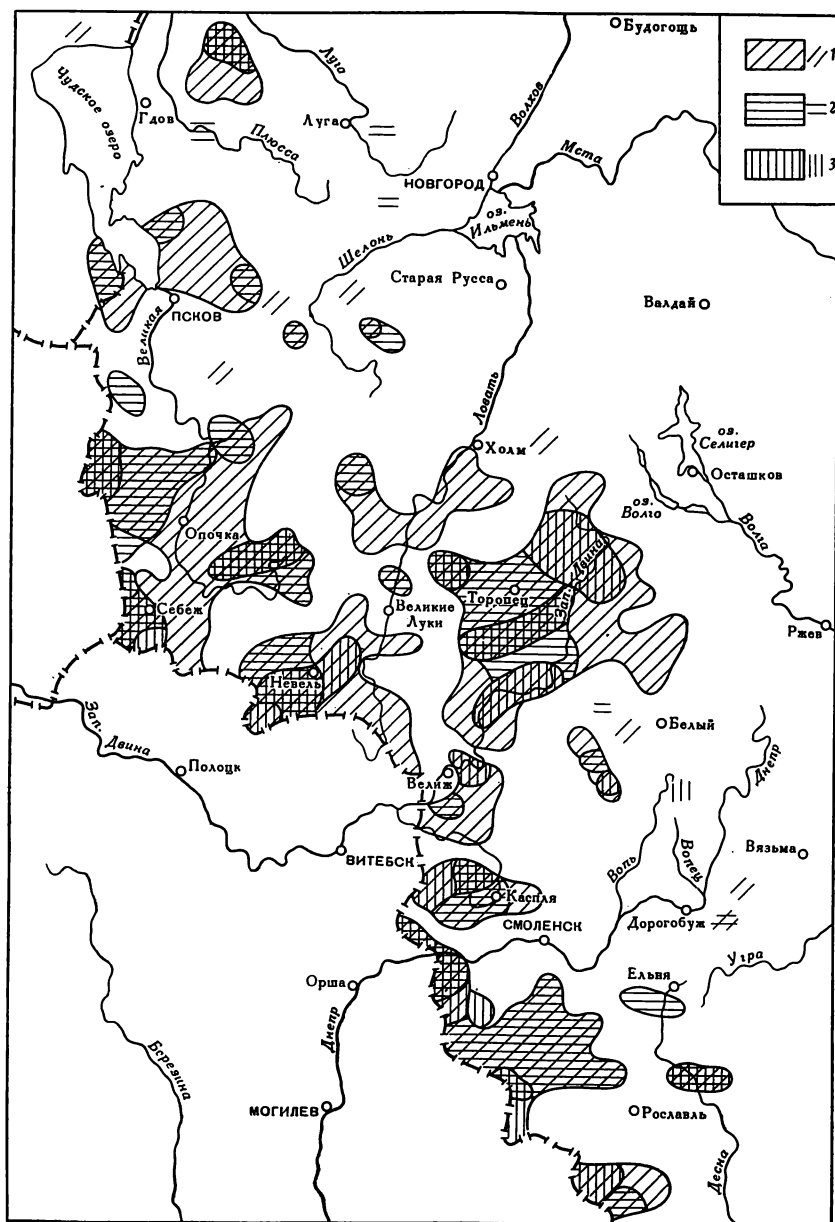 Будогощь
1
2
3
Чудское озеро
Гдов
Луга
Плюсса
Луга
Волхов
Мста
НОВГОРОД
оз.
Ильмень
Шелонь
Старая Русса
Валдай
ПСКОВ
Великая
Ловать
Холм
оз.
Селигер
Осташков
оз.
Волго
Волга
Опочка
Зап. Двина
Торопец
Себеж
Великие
Луки
Ржев
Невель
Зап.
Двина
Белый
Полоцк
Велиж
Днепр
ВИТЕБСК
Вопь
Вопец
Вязьма
Каспля
СМОЛЕНСК
Дорогобуж
Угра
Ельня
Орша
Днепр
Березина
МОГИЛЕВ
Рославль
Десна